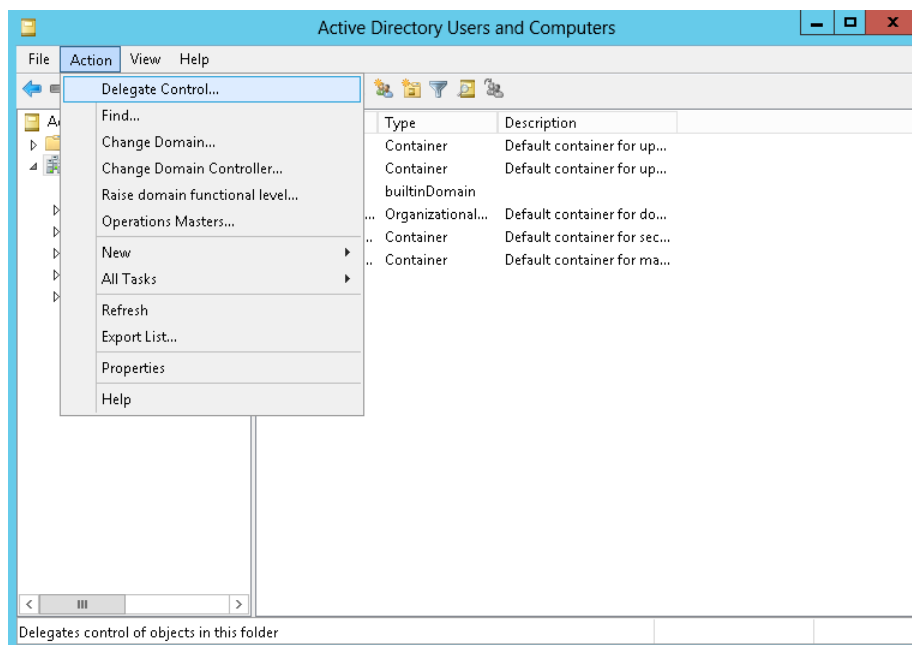 Active Directory Users and Computers
File Action View Help
Delegate Control...
Find...
Change Domain...
Change Domain Controller...
Raise domain functional level...
Operations Masters...
New
All Tasks
Refresh
Export List...
Properties
Help
Type Description
Container Default container for up...
Container Default container for up...
builtinDomain
... Organizational... Default container for do...
.. Container Default container for sec...
.. Container Default container for ma...
Delegates control of objects in this folder